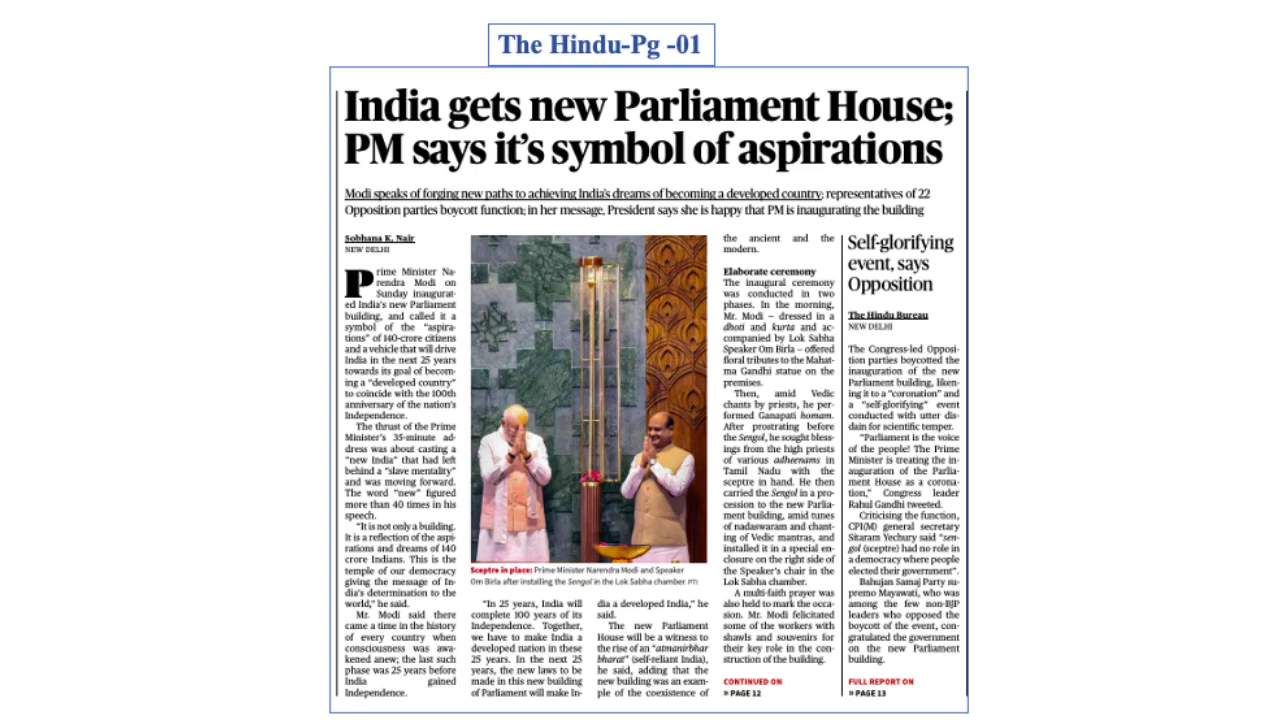 The Hindu-Pg -01
India gets new Parliament House;
PM says it's symbol of aspirations
Modi speaks of forging new paths to achieving India's dreams of becoming a developed country; representatives of 22
Opposition parties boycott function; in her message, President says she is happy that PM is inaugurating the building
Sobhana K. Nair
NEW DELHI
Prime Minister Na-
rendra Modi on
Sunday inaugurat-
ed India's new Parliament
building, and called it a
symbol of the "aspira-
tions" of 140-crore citizens
and a vehicle that will drive
India in the next 25 years
towards its goal of becom-
ing a "developed country"
to coincide with the 100th
anniversary of the nation's
Independence.
The thrust of the Prime
Minister's 35-minute ad-
dress was about casting a
"new India" that had left
behind a "slave mentality"
and was moving forward.
The word "new" figured
more than 40 times in his
speech.
"It is not only a building.
It is a reflection of the aspi-
rations and dreams of 140
crore Indians. This is the
temple of our democracy
giving the message of In-
dia's determination to the
world," he said.
Mr. Modi said there
came a time in the history
of every country when
consciousness was awa-
kened anew; the last such
phase was 25 years before
India gained
Independence.
Sceptre in place: Prime Minister Narendra Modi and Speaker
Om Birla after installing the Sengol in the Lok Sabha chamber. PTI
"In 25 years, India will
complete 100 years of its
Independence. Together,
we have to make India a
developed nation in these
25 years. In the next 25
years, the new laws to be
made in this new building
of Parliament will make In-
dia a developed India," he
said.
The new Parliament
House will be a witness to
the rise of an "atmanirbhar
bharat" (self-reliant India),
he said, adding that the
new building was an exam-
ple of the coexistence of
the ancient and the
modern.
Elaborate ceremony
The inaugural ceremony
was conducted in two
phases. In the morning,
Mr. Modi – dressed in a
dhoti and kurta and ac-
companied by Lok Sabha
Speaker Om Birla – offered
floral tributes to the Mahat-
ma Gandhi statue on the
premises.
Then, amid Vedic
chants by priests, he per-
formed Ganapati homam.
After prostrating before
the Sengol, he sought bless-
ings from the high priests
of various adheenams in
Tamil Nadu with the
sceptre in hand. He then
carried the Sengol in a pro-
cession to the new Parlia-
ment building, amid tunes
of nadaswaram and chant-
ing of Vedic mantras, and
installed it in a special en-
closure on the right side of
the Speaker's chair in the
Lok Sabha chamber.
A multi-faith prayer was
also held to mark the occa-
sion. Mr. Modi felicitated
some of the workers with
shawls and souvenirs for
their key role in the con-
struction of the building.
CONTINUED ON
» PAGE 12
Self-glorifying
event, says
Opposition
The Hindu Bureau
NEW DELHI
The Congress-led Opposi-
tion parties boycotted the
inauguration of the new
Parliament building, liken-
ing it to a "coronation" and
a "self-glorifying" event
conducted with utter dis-
dain for scientific temper.
"Parliament is the voice
of the people! The Prime
Minister is treating the in-
auguration of the Parlia-
ment House as a corona-
tion," Congress leader
Rahul Gandhi tweeted.
Criticising the function,
CPI(M) general secretary
Sitaram Yechury said "sen-
gol (sceptre) had no role in
a democracy where people
elected their government".
Bahujan Samaj Party su-
premo Mayawati, who was
among the few non-BJP
leaders who opposed the
boycott of the event, con-
gratulated the government
on the new Parliament
building.
FULL REPORT ON
» PAGE 13